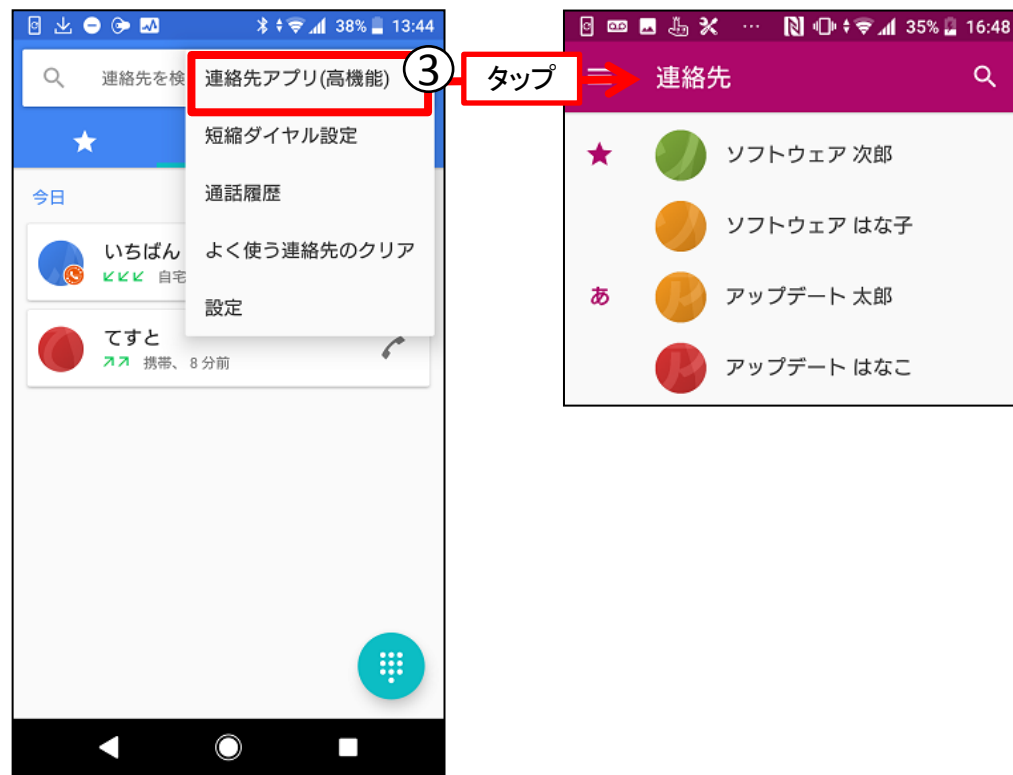 38% 13:44
連絡先を検
連絡先アプリ(高機能)
短縮ダイヤル設定
通話履歴
よく使う連絡先のクリア
設定
今日
いちばん
自宅
てすと
携帯、8 分前
③
タップ
35% 16:48
連絡先
ソフトウェア 次郎
ソフトウェア はな子
あ
アップデート 太郎
アップデート はなこ